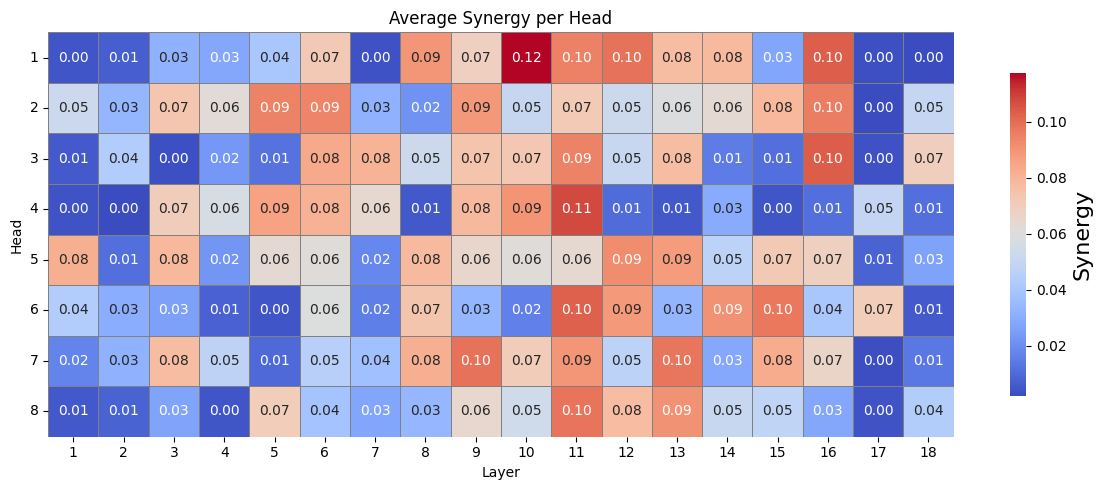 Average Synergy per Head
1 0.00 0.01 0.03 0.03 0.04 0.07 0.00 0.09 0.07 0.12 0.10 0.10 0.08 0.08 0.03 0.10 0.00 0.00
2 0.05 0.03 0.07 0.06 0.09 0.09 0.03 0.02 0.09 0.05 0.07 0.05 0.06 0.06 0.08 0.10 0.00 0.05
3 0.01 0.04 0.00 0.02 0.01 0.08 0.08 0.05 0.07 0.07 0.09 0.05 0.08 0.01 0.01 0.10 0.00 0.07
4 0.00 0.00 0.07 0.06 0.09 0.08 0.06 0.01 0.08 0.09 0.11 0.01 0.01 0.03 0.00 0.01 0.05 0.01
5 0.08 0.01 0.08 0.02 0.06 0.06 0.02 0.08 0.06 0.06 0.06 0.09 0.09 0.05 0.07 0.07 0.01 0.03
6 0.04 0.03 0.03 0.01 0.00 0.06 0.02 0.07 0.03 0.02 0.10 0.09 0.03 0.09 0.10 0.04 0.07 0.01
7 0.02 0.03 0.08 0.05 0.01 0.05 0.04 0.08 0.10 0.07 0.09 0.05 0.10 0.03 0.08 0.07 0.00 0.01
8 0.01 0.01 0.03 0.00 0.07 0.04 0.03 0.03 0.06 0.05 0.10 0.08 0.09 0.05 0.05 0.03 0.00 0.04
1 2 3 4 5 6 7 8 9 10 11 12 13 14 15 16 17 18
Layer
Head
0.10
0.08
0.06
0.04
0.02
Synergy